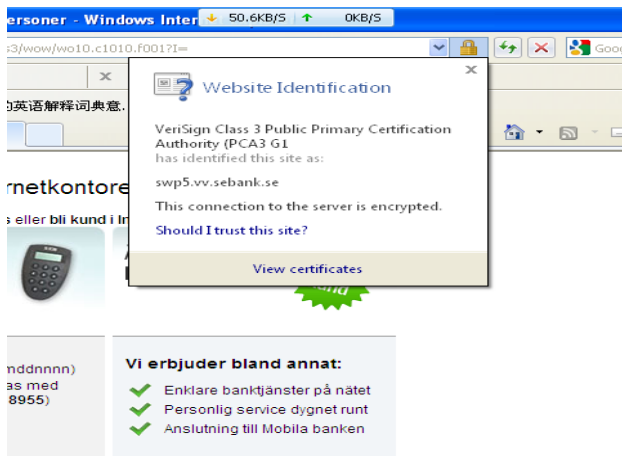 ersoner - Windows Inter
50.6KB/S
0KB/S
s3/wow/wo10.c1010.f001?I=
Goo
的英语解释词典意.
Website Identification
VeriSign Class 3 Public Primary Certification
Authority (PCA3 G1
has identified this site as:
swp5.vv.sebank.se
This connection to the server is encrypted.
Should I trust this site?
View certificates
rnetkontore
s eller bli kund i In
mddnnnn)
as med
8955)
Vi erbjuder bland annat:
Enklare banktjänster på nätet
Personlig service dygnet runt
Anslutning till Mobila banken